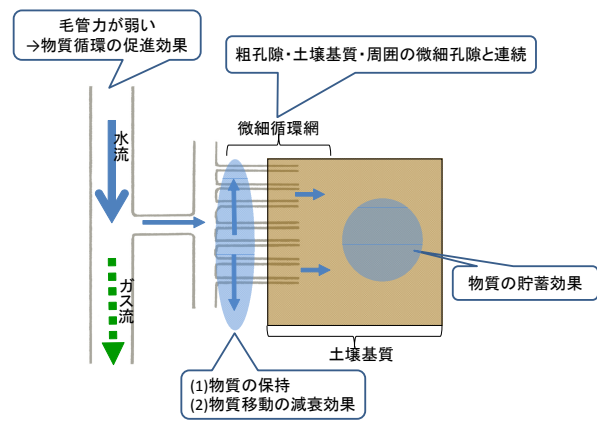 毛管力が弱い
→物質循環の促進効果
粗孔隙・土壌基質・周囲の微細孔隙と連続
微細循環網
水流
ガス流
物質の貯蓄効果
土壌基質
(1)物質の保持
(2)物質移動の減衰効果